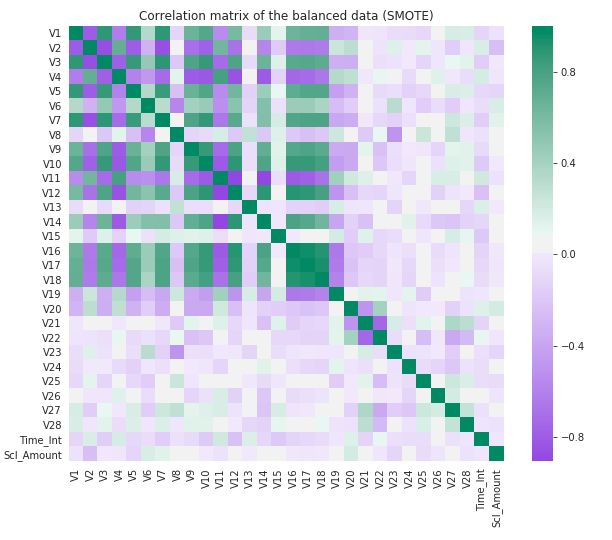 Correlation matrix of the balanced data (SMOTE)
V1
V2
V3
V4
V5
V6
V7
V8
V9
V10
V11
V12
V13
V14
V15
V16
V17
V18
V19
V20
V21
V22
V23
V24
V25
V26
V27
V28
Time_Int
Scl_Amount
V1
V2
V3
V4
V5
V6
V7
V8
V9
V10
V11
V12
V13
V14
V15
V16
V17
V18
V19
V20
V21
V22
V23
V24
V25
V26
V27
V28
Time_Int
Scl_Amount
0.8
0.4
0.0
−0.4
−0.8